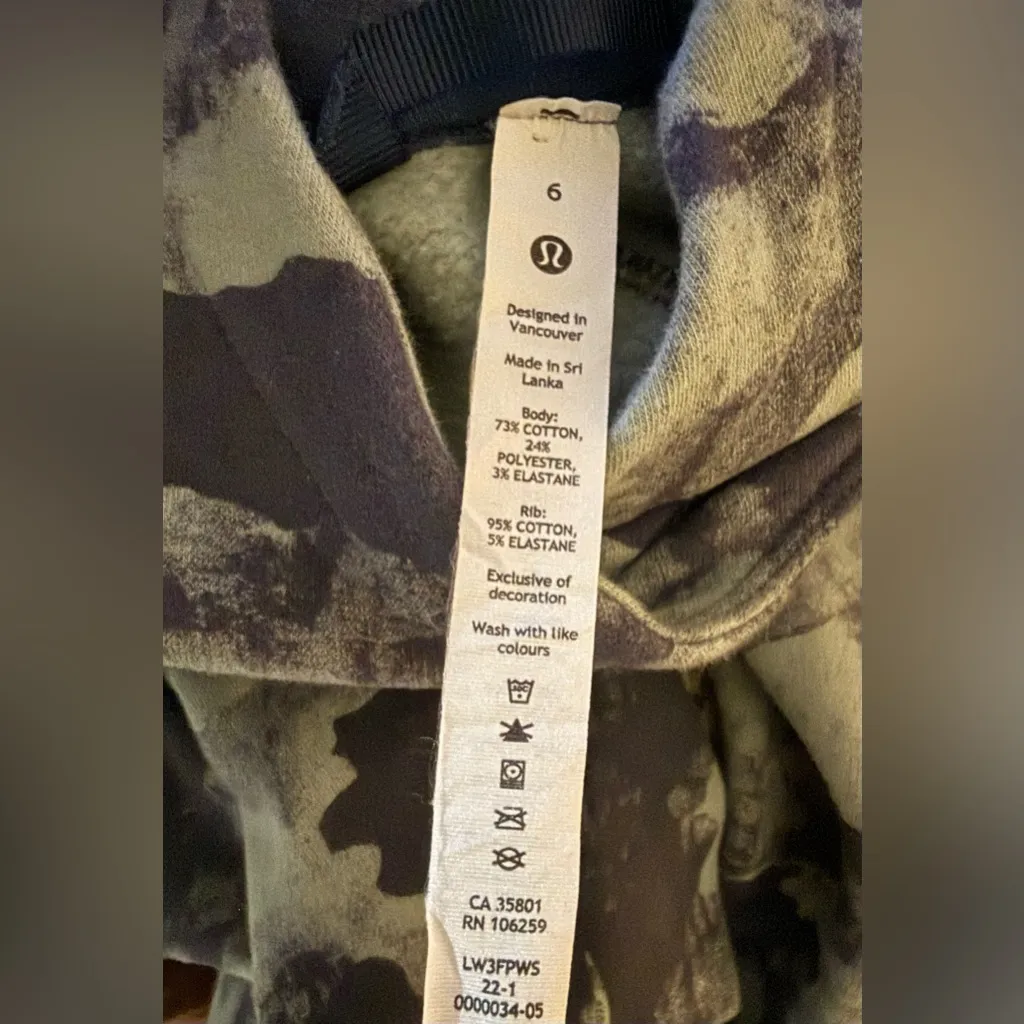 6
Designed in
Vancouver
Made in Sri
Lanka
Body:
73% COTTON,
24%
POLYESTER,
3% ELASTANE
Rib:
95% COTTON,
5% ELASTANE
Exclusive of
decoration
Wash with like
colours
CA 35801
RN 106259
LW3FPWS
22-1
0000034-05